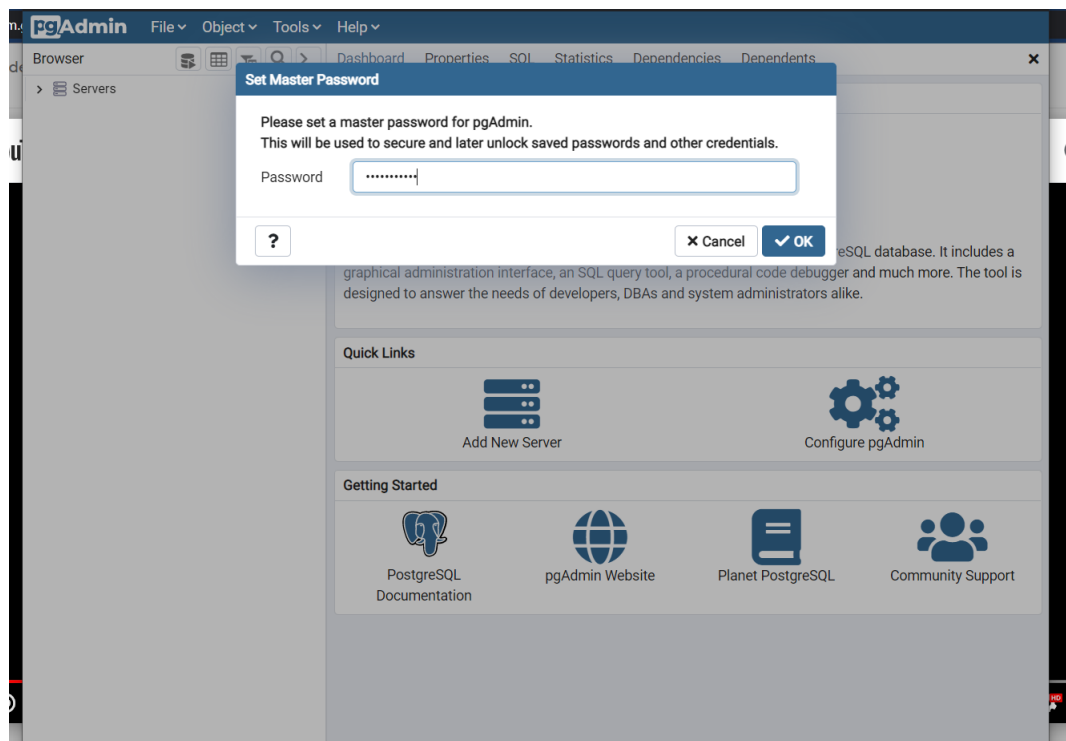 m.
pgAdmin File Object Tools Help
de
Browser
Dashboard Properties SQL Statistics Dependencies Dependents
Servers
Set Master Password
Please set a master password for pgAdmin.
This will be used to secure and later unlock saved passwords and other credentials.
Password •••••••••••
? Cancel OK
eSQL database. It includes a
graphical administration interface, an SQL query tool, a procedural code debugger and much more. The tool is
designed to answer the needs of developers, DBAs and system administrators alike.
Quick Links
Add New Server
Configure pgAdmin
Getting Started
PostgreSQL
Documentation
pgAdmin Website
Planet PostgreSQL
Community Support
HD